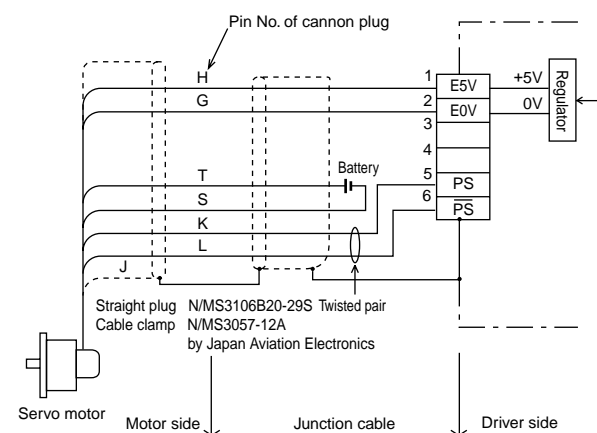 Pin No. of cannon plug
H
1
E5V
+5V
Regulator
G
2
E0V
0V
3
4
T
Battery
5
PS
S
6
PS
K
L
J
Straight plug N/MS3106B20-29S Twisted pair
Cable clamp N/MS3057-12A
by Japan Aviation Electronics
Servo motor
Motor side
Junction cable
Driver side